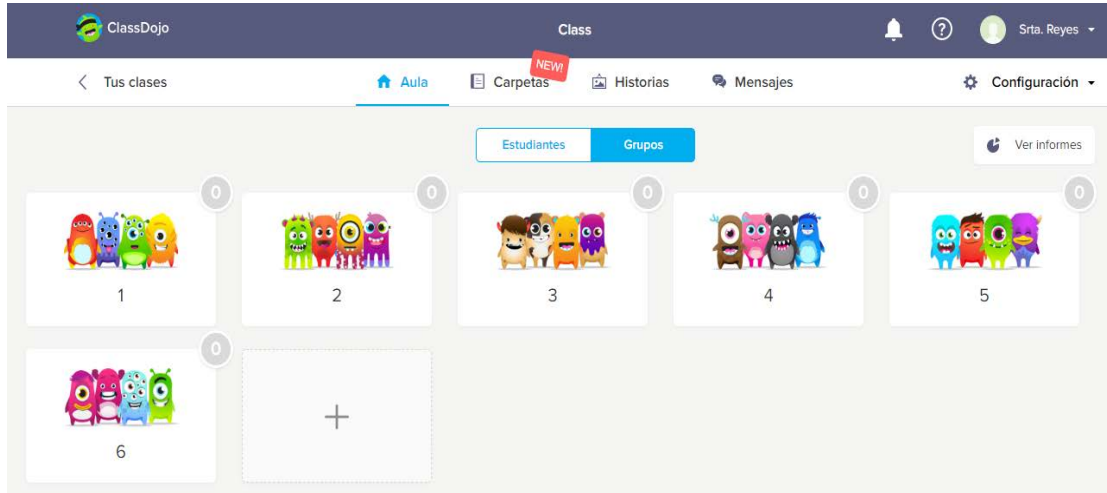 ClassDojo
Class
?
Srta. Reyes
Tus clases
Aula
Carpetas
NEW!
Historias
Mensajes
Configuración
Estudiantes
Grupos
Ver informes
0
0
0
0
0
1
2
3
4
5
0
+
6